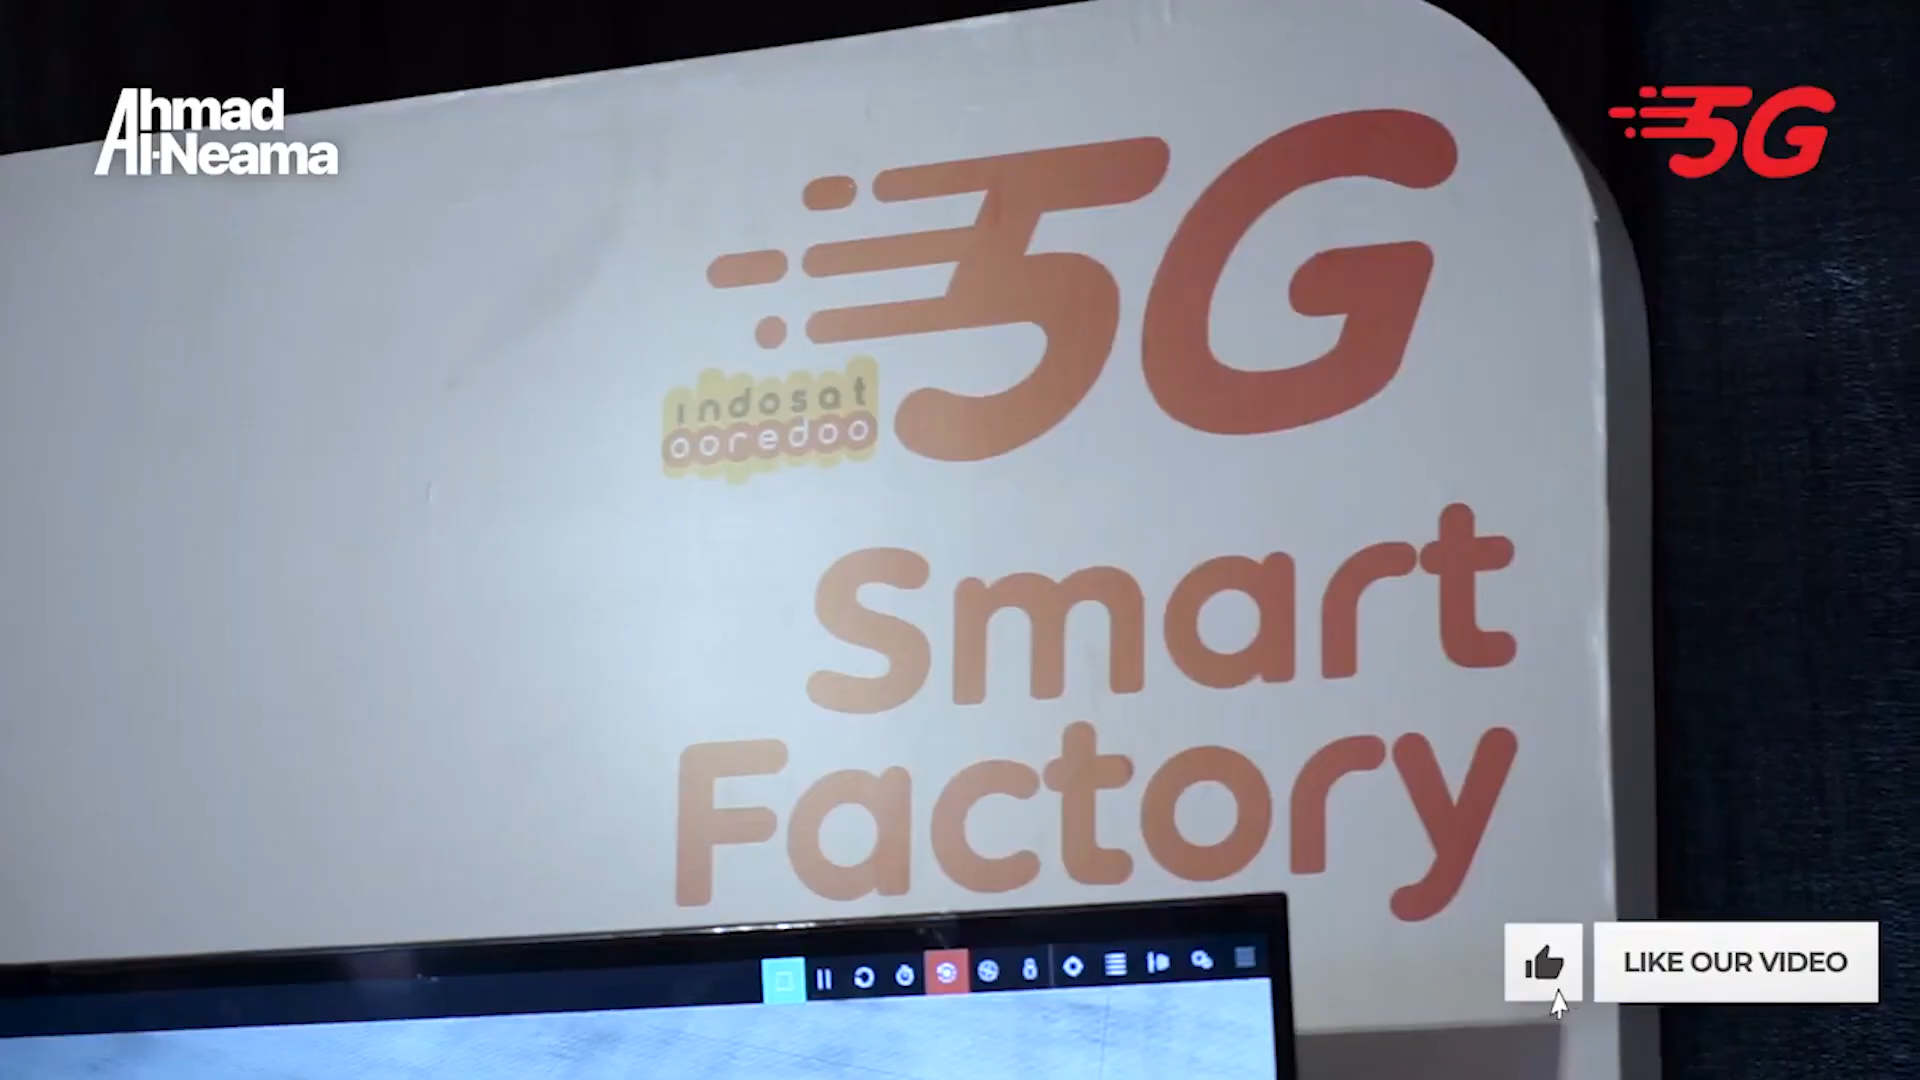 Ahmad
Al-Neama
5G
5G
indosat
ooredoo
Smart
Factory
LIKE OUR VIDEO